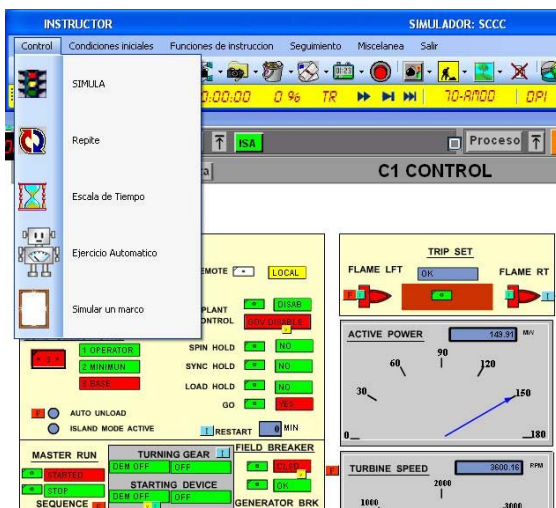 INSTRUCTOR SIMULADOR: SCCC
Control Condiciones iniciales Funciones de instruccion Seguimiento Miscelanea Salir
SIMULA
Repite
Escala de Tiempo
Ejercicio Automatico
Simular un marco
:00:00 0 % TR 70-AMOD OPI
ISA Proceso
C1 CONTROL
EMOTE LOCAL
PLANT DISAB
ONTROL GOV DISABLE
1 OPERATOR
2 MINIMUN
3 BASE
SPIN HOLD NO
SYNC HOLD NO
LOAD HOLD NO
GO YES
F AUTO UNLOAD
ISLAND MODE ACTIVE
I RESTART 0 MIN
MASTER RUN
STARTED
STOP
SEQUENCE F
TURNING GEAR I
DEM OFF OFF
STARTING DEVICE
DEM OFF OFF
FIELD BREAKER
CLSD
OK
GENERATOR BRK
TRIP SET
FLAME LFT OK FLAME RT
F I
ACTIVE POWER 149.91 MW
0 30 60 90 120 150 180
F TURBINE SPEED 3600.16 RPM
1000 2000 3000